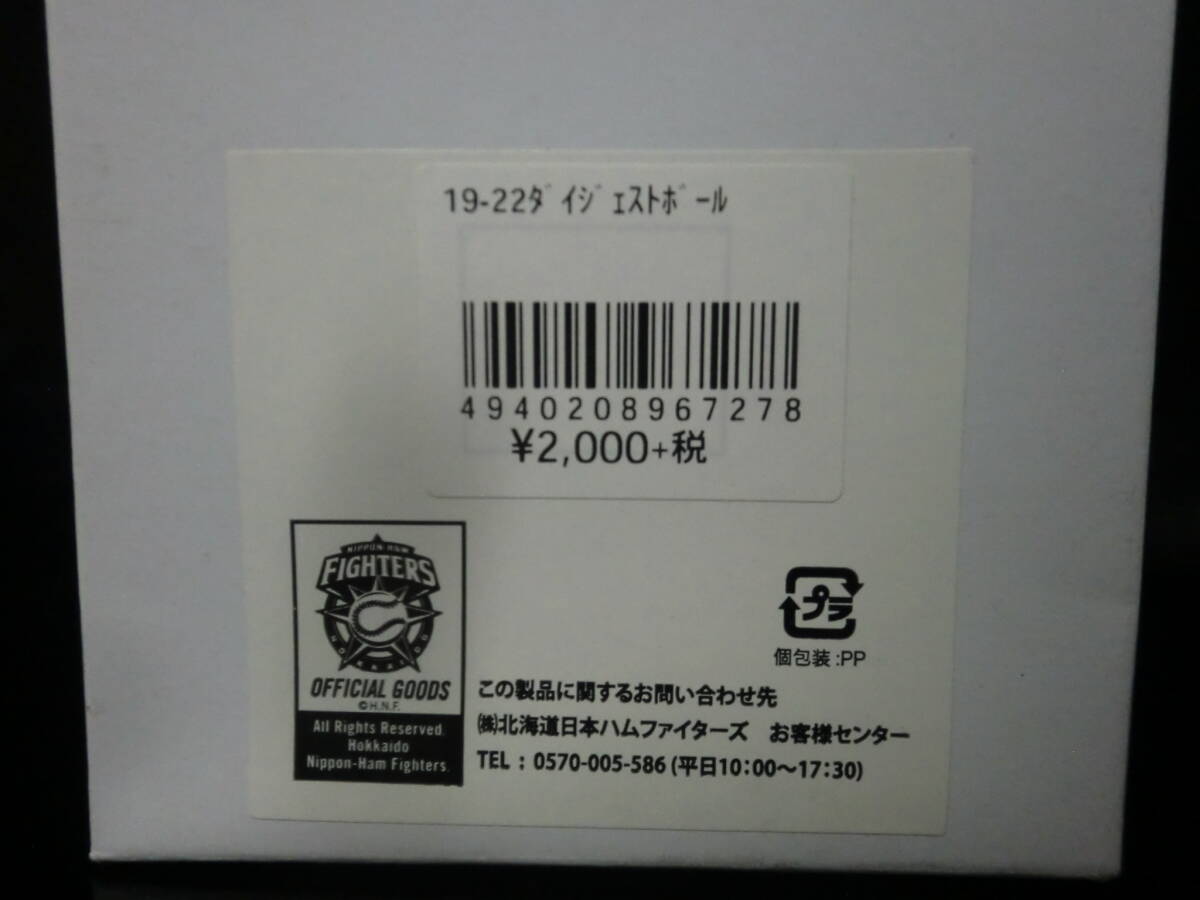 19-22ﾀﾞｲｼﾞｪｽﾄﾎﾞｰﾙ
4940208967278
¥2,000+税
NIPPON-HAM
FIGHTERS
HOKKAIDO
OFFICIAL GOODS
©H.N.F.
All Rights Reserved.
Hokkaido
Nippon-Ham Fighters.
プラ
個包装:PP
この製品に関するお問い合わせ先
㈱北海道日本ハムファイターズ お客様センター
TEL : 0570-005-586 (平日10:00〜17:30)